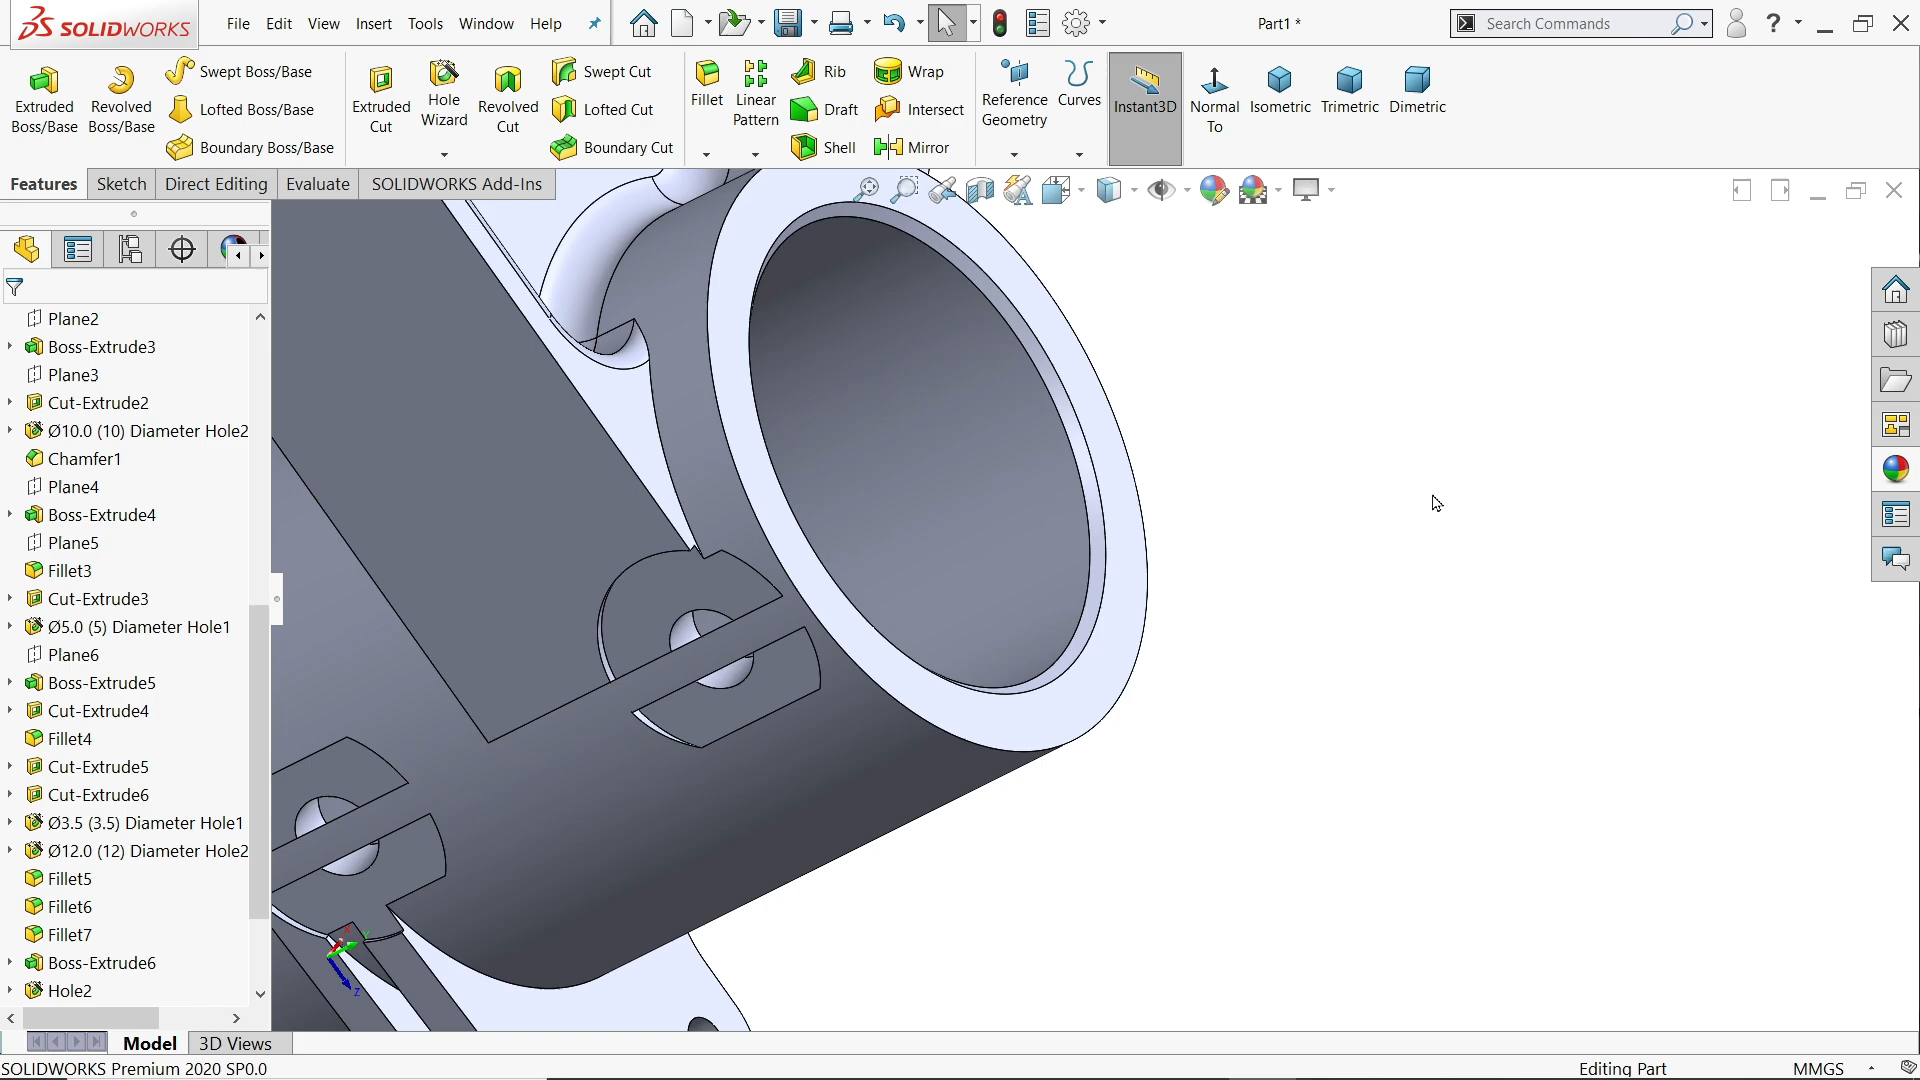 SOLIDWORKS
File Edit View Insert Tools Window Help
Part1 *
Search Commands
?
Extruded Boss/Base
Revolved Boss/Base
Swept Boss/Base
Lofted Boss/Base
Boundary Boss/Base
Extruded Cut
Hole Wizard
Revolved Cut
Swept Cut
Lofted Cut
Boundary Cut
Fillet
Linear Pattern
Rib
Draft
Shell
Wrap
Intersect
Mirror
Reference Geometry
Curves
Instant3D
Normal To
Isometric
Trimetric
Dimetric
Features Sketch Direct Editing Evaluate SOLIDWORKS Add-Ins
Plane2
Boss-Extrude3
Plane3
Cut-Extrude2
Ø10.0 (10) Diameter Hole2
Chamfer1
Plane4
Boss-Extrude4
Plane5
Fillet3
Cut-Extrude3
Ø5.0 (5) Diameter Hole1
Plane6
Boss-Extrude5
Cut-Extrude4
Fillet4
Cut-Extrude5
Cut-Extrude6
Ø3.5 (3.5) Diameter Hole1
Ø12.0 (12) Diameter Hole2
Fillet5
Fillet6
Fillet7
Boss-Extrude6
Hole2
X
Y
Z
Model 3D Views
SOLIDWORKS Premium 2020 SP0.0
Editing Part
MMGS